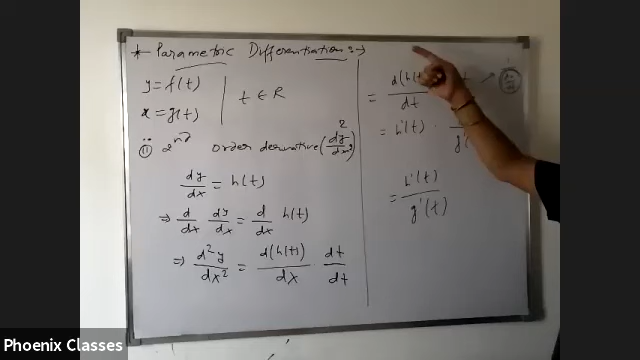 * Parametric Differentiation :→
y = f(t)
x = g(t)
t ∈ R
(ii) 2nd order derivative (d²y/dx²)
dy/dx = h(t)
⇒ d/dx dy/dx = d/dx h(t)
⇒ d²y/dx² = d(h(t))/dx · dt/dt
= d(h(t))/dt
= h'(t) ·
= h'(t)/g'(t)
Phoenix Classes